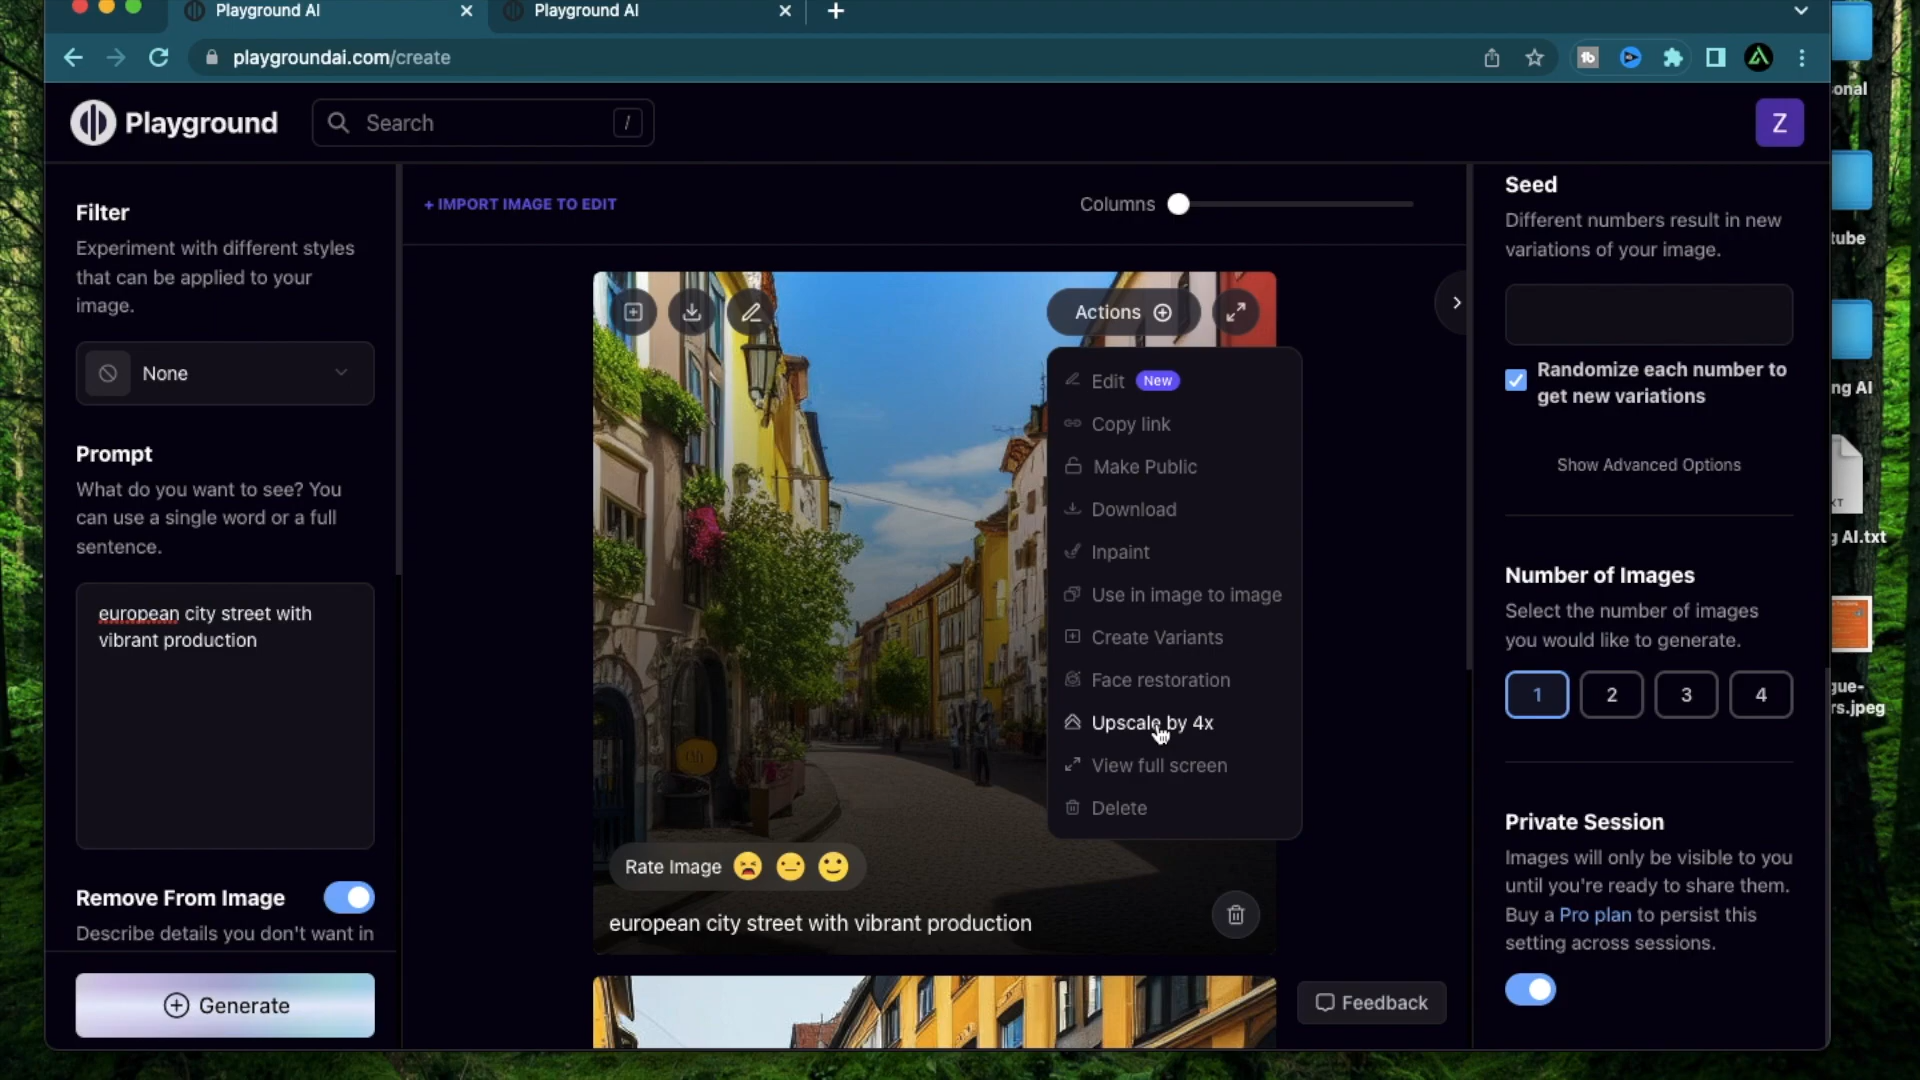 Playground AI
Playground AI
playgroundai.com/create
Playground
Search
/
Z
Filter
Experiment with different styles
that can be applied to your
image.
None
Prompt
What do you want to see? You
can use a single word or a full
sentence.
european city street with
vibrant production
Remove From Image
Describe details you don't want in
Generate
+ IMPORT IMAGE TO EDIT
Columns
Actions
Edit New
Copy link
Make Public
Download
Inpaint
Use in image to image
Create Variants
Face restoration
Upscale by 4x
View full screen
Delete
Rate Image
european city street with vibrant production
Feedback
Seed
Different numbers result in new
variations of your image.
Randomize each number to
get new variations
Show Advanced Options
Number of Images
Select the number of images
you would like to generate.
1 2 3 4
Private Session
Images will only be visible to you
until you're ready to share them.
Buy a Pro plan to persist this
setting across sessions.
onal
tube
ng AI
g AI.txt
gue-
rs.jpeg